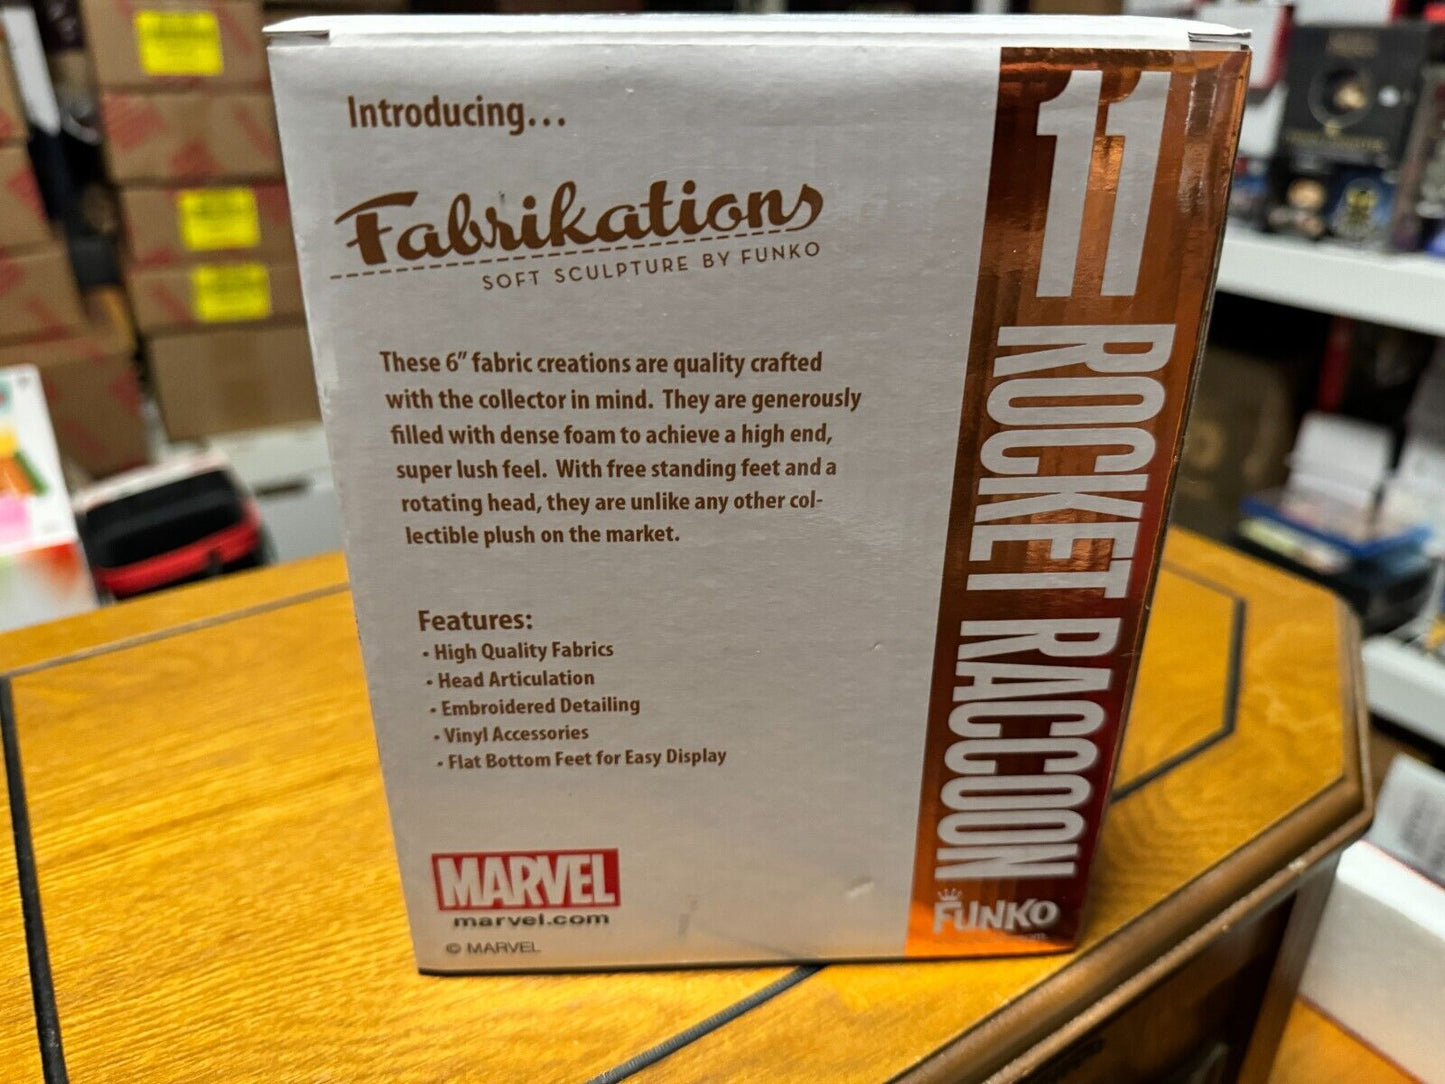 Introducing...
Fabrikations
SOFT SCULPTURE BY FUNKO
These 6" fabric creations are quality crafted
with the collector in mind. They are generously
filled with dense foam to achieve a high end,
super lush feel. With free standing feet and a
rotating head, they are unlike any other col-
lectible plush on the market.
Features:
• High Quality Fabrics
• Head Articulation
• Embroidered Detailing
• Vinyl Accessories
• Flat Bottom Feet for Easy Display
MARVEL
marvel.com
© MARVEL
11
ROCKET RACCOON
FUNKO